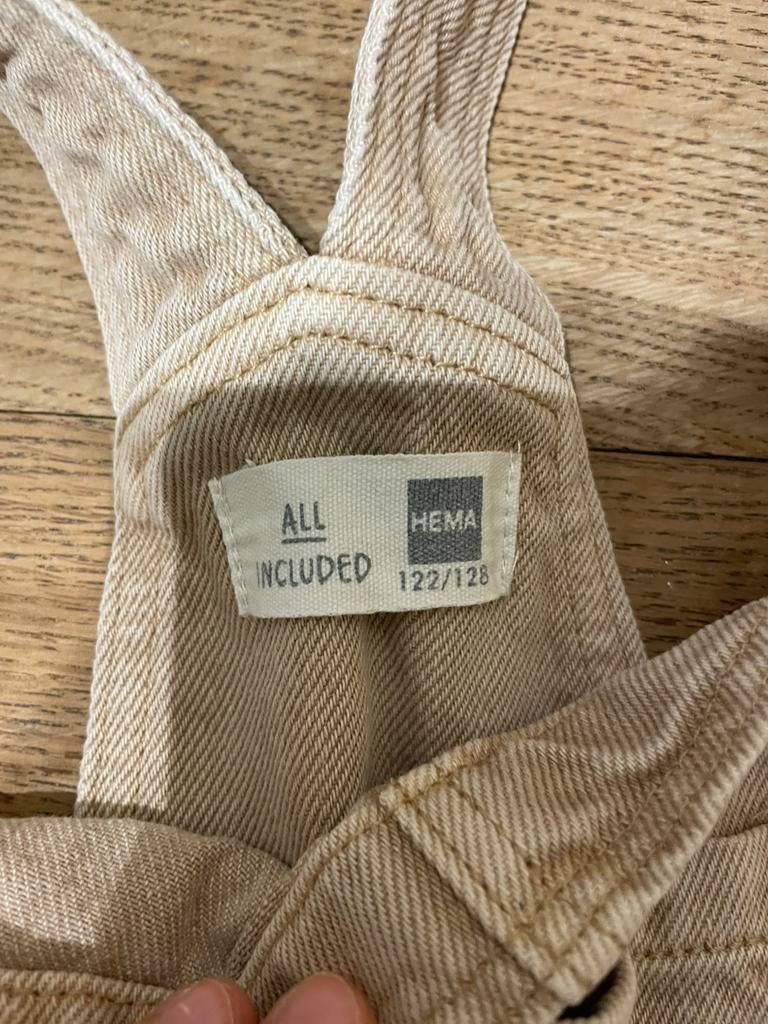 ALL
INCLUDED
HEMA
122/128